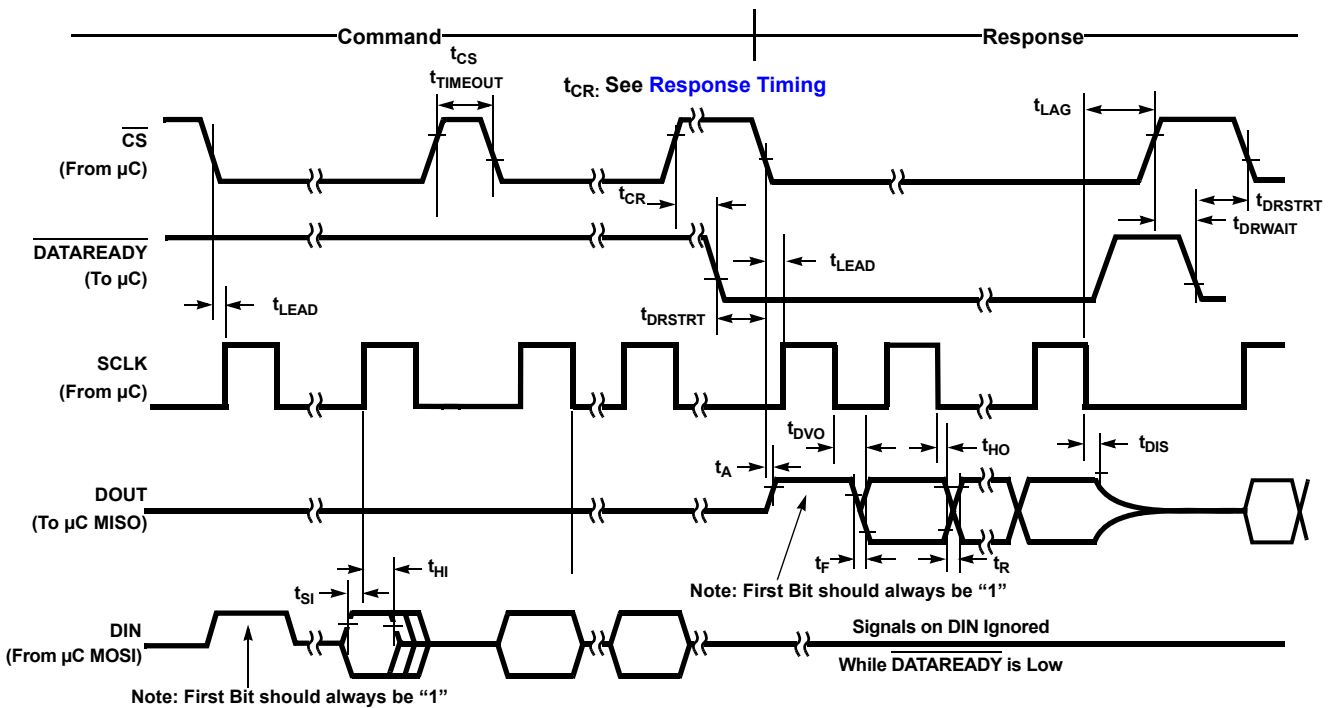 Command
Response
tCS
tTIMEOUT
tCR: See Response Timing
tLAG
CS
(From µC)
tCR
tDRSTRT
tDRWAIT
DATAREADY
(To µC)
tLEAD
tLEAD
tDRSTRT
SCLK
(From µC)
tDVO
tHO
tDIS
tA
DOUT
(To µC MISO)
tF
tR
tHI
Note: First Bit should always be “1”
tSI
DIN
(From µC MOSI)
Signals on DIN Ignored
While DATAREADY is Low
Note: First Bit should always be “1”